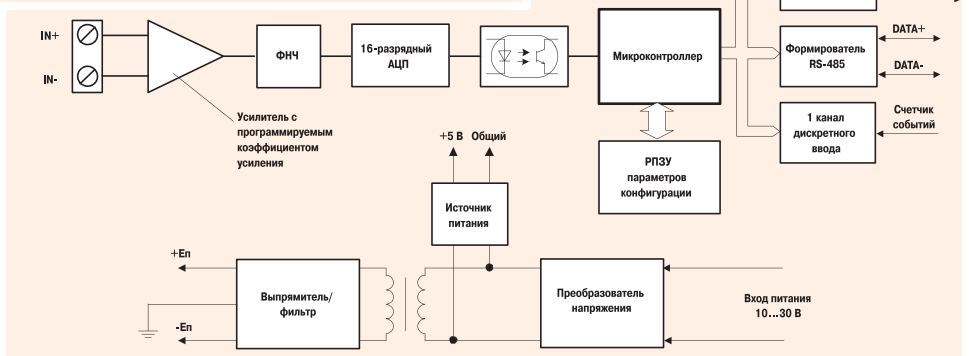 IN+
IN-
ФНЧ
16-разрядный
АЦП
Микроконтроллер
Формирователь
RS-485
DATA+
DATA-
1 канал
дискретного
ввода
Счетчик
событий
Усилитель с
программируемым
коэффициентом
усиления
+5 В Общий
РПЗУ
параметров
конфигурации
Источник
питания
+Еп
-Еп
Выпрямитель/
фильтр
Преобразователь
напряжения
Вход питания
10...30 В